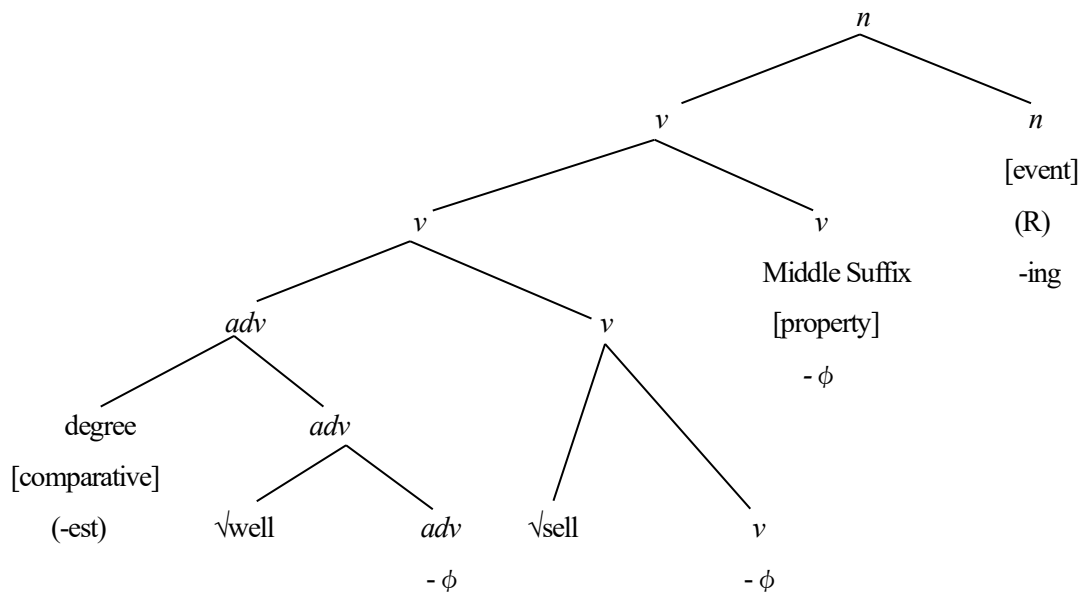 n
v n
[event]
v v (R)
Middle Suffix -ing
adv v [property]
- ϕ
degree adv
[comparative]
(-est) √well adv √sell v
- ϕ - ϕ